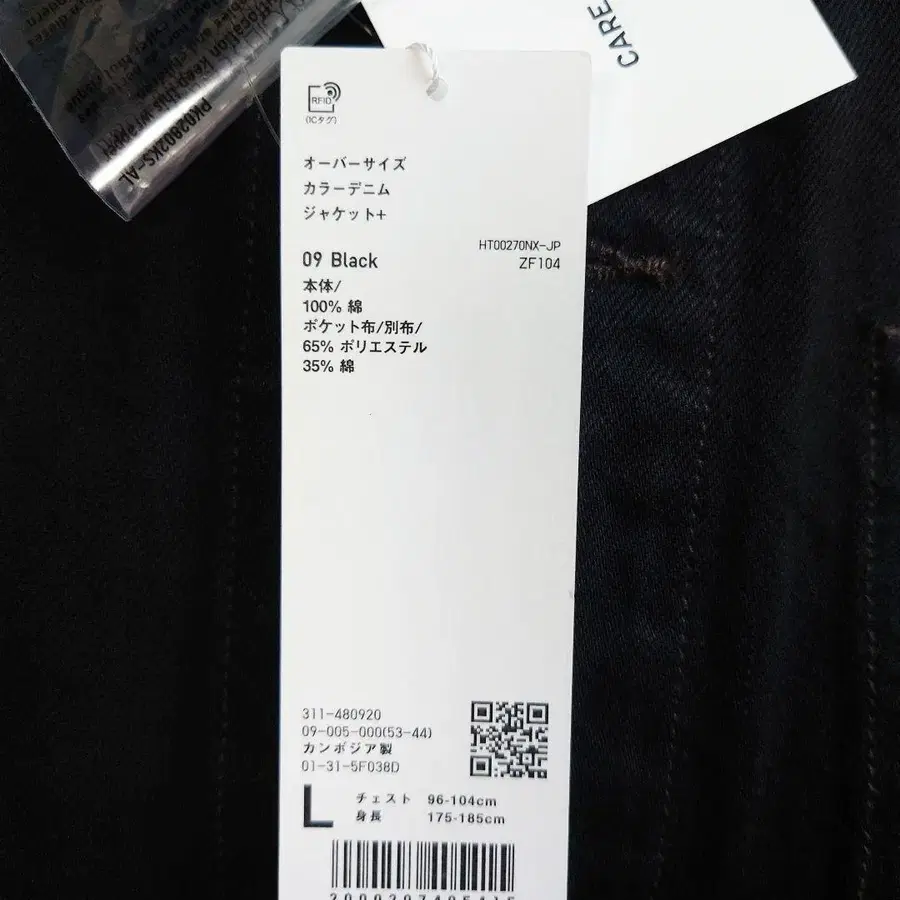 CARE
PK02802KS-AL
RFID
(ICタグ)
オーバーサイズ
カラーデニム
ジャケット+
09 Black
HT00270NX-JP
ZF104
本体/
100% 綿
ポケット布/別布/
65% ポリエステル
35% 綿
311-480920
09-005-000(53-44)
カンボジア製
01-31-5F038D
L
チェスト 96-104cm
身長 175-185cm